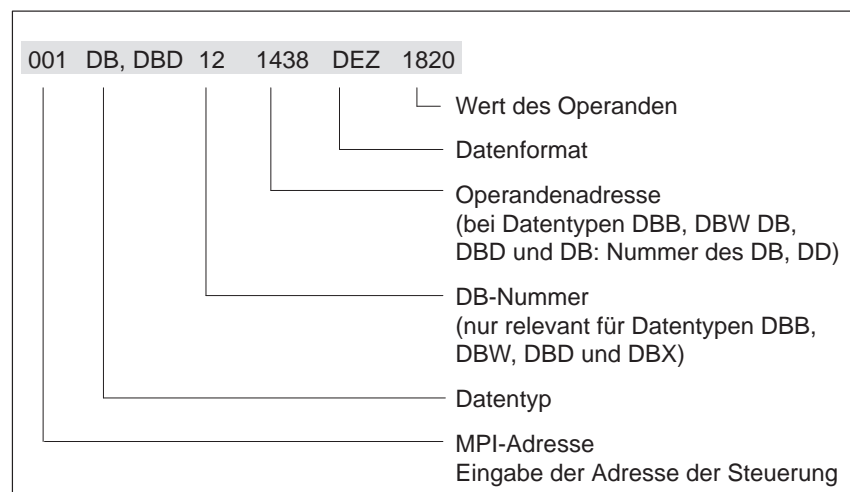 001 DB, DBD 12 1438 DEZ 1820
Wert des Operanden
Datenformat
Operandenadresse
(bei Datentypen DBB, DBW DB,
DBD und DB: Nummer des DB, DD)
DB-Nummer
(nur relevant für Datentypen DBB,
DBW, DBD und DBX)
Datentyp
MPI-Adresse
Eingabe der Adresse der Steuerung